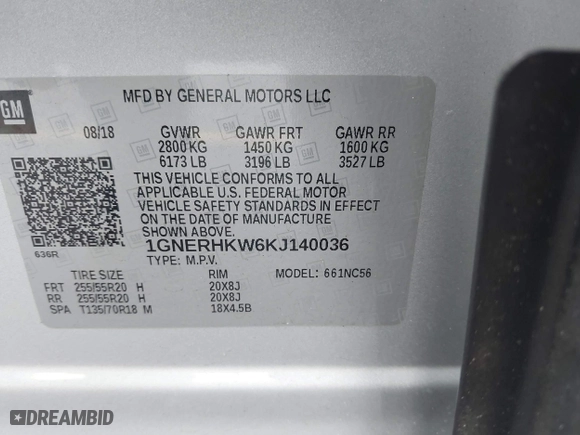 GM
MFD BY GENERAL MOTORS LLC
08/18 GVWR GAWR FRT GAWR RR
2800 KG 1450 KG 1600 KG
6173 LB 3196 LB 3527 LB
THIS VEHICLE CONFORMS TO ALL
APPLICABLE U.S. FEDERAL MOTOR
VEHICLE SAFETY STANDARDS IN EFFECT
ON THE DATE OF MANUFACTURE
SHOWN ABOVE.
636R 1GNERHKW6KJ140036
TYPE: M.P.V. MODEL: 661NC56
TIRE SIZE RIM
FRT 255/55R20 H 20X8J
RR 255/55R20 H 20X8J
SPA T135/70R18 M 18X4.5B
DREAMBID